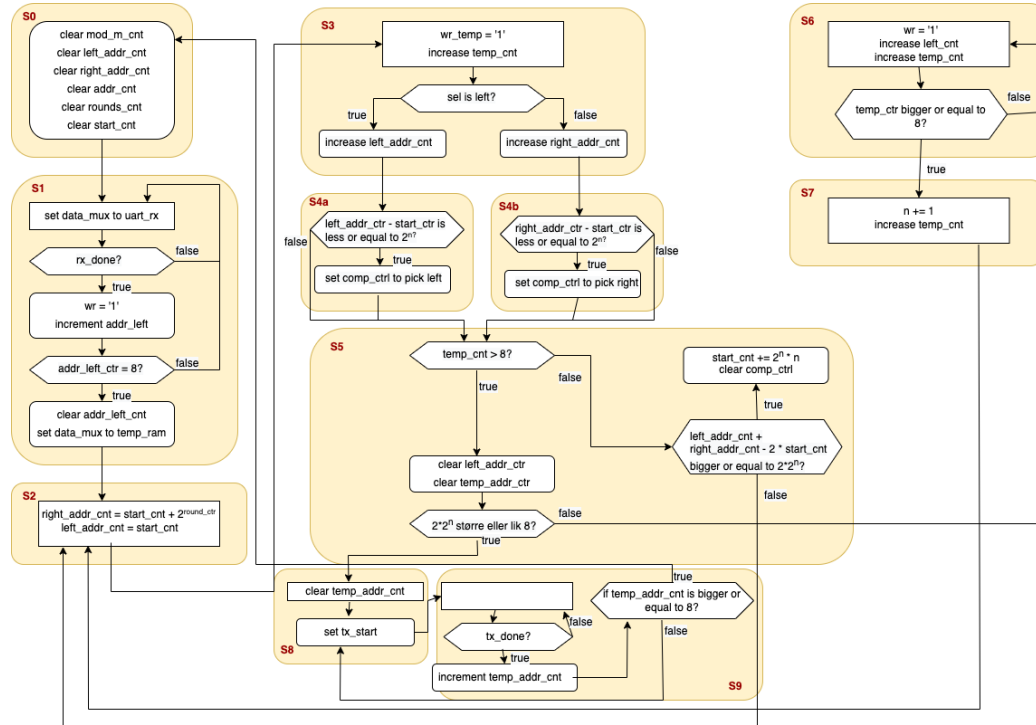 S0
clear mod_m_cnt
clear left_addr_cnt
clear right_addr_cnt
clear addr_cnt
clear rounds_cnt
clear start_cnt
S1
set data_mux to uart_rx
rx_done?
false
true
wr = '1'
increment addr_left
addr_left_ctr = 8?
false
true
clear addr_left_cnt
set data_mux to temp_ram
S2
right_addr_cnt = start_cnt + 2^round_ctr
left_addr_cnt = start_cnt
S3
wr_temp = '1'
increase temp_cnt
sel is left?
true
false
increase left_addr_cnt
increase right_addr_cnt
S4a
left_addr_ctr - start_ctr is
less or equal to 2^n?
false
true
set comp_ctrl to pick left
S4b
right_addr_ctr - start_ctr is
less or equal to 2^n?
false
true
set comp_ctrl to pick right
S5
temp_cnt > 8?
true
false
start_cnt += 2^n * n
clear comp_ctrl
true
left_addr_cnt +
right_addr_cnt - 2 * start_cnt
bigger or equal to 2*2^n?
false
clear left_addr_ctr
clear temp_addr_ctr
2*2^n større eller lik 8?
false
true
S6
wr = '1'
increase left_cnt
increase temp_cnt
temp_ctr bigger or equal to
8?
false
true
S7
n += 1
increase temp_cnt
S8
clear temp_addr_cnt
set tx_start
S9
tx_done?
false
true
increment temp_addr_cnt
true
if temp_addr_cnt is bigger or
equal to 8?
false